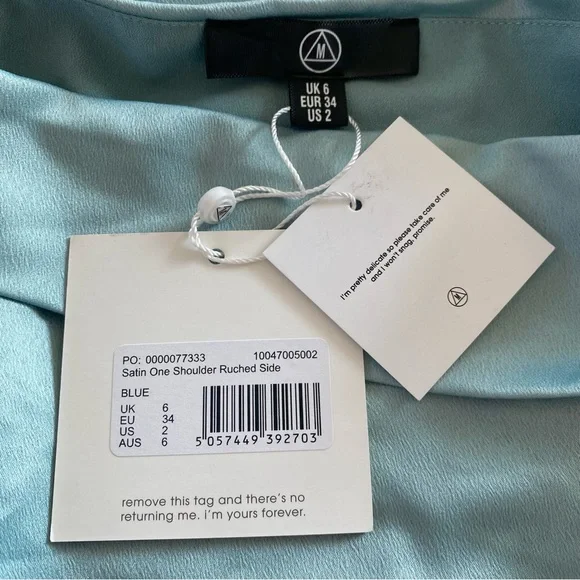 M
UK 6
EUR 34
US 2
I'm pretty delicate so please take care of me
and I won't snag, promise.
M
PO: 0000077333 10047005002
Satin One Shoulder Ruched Side
BLUE
UK 6
EU 34
US 2
AUS 6
5 057449 392703
remove this tag and there's no
returning me. i'm yours forever.